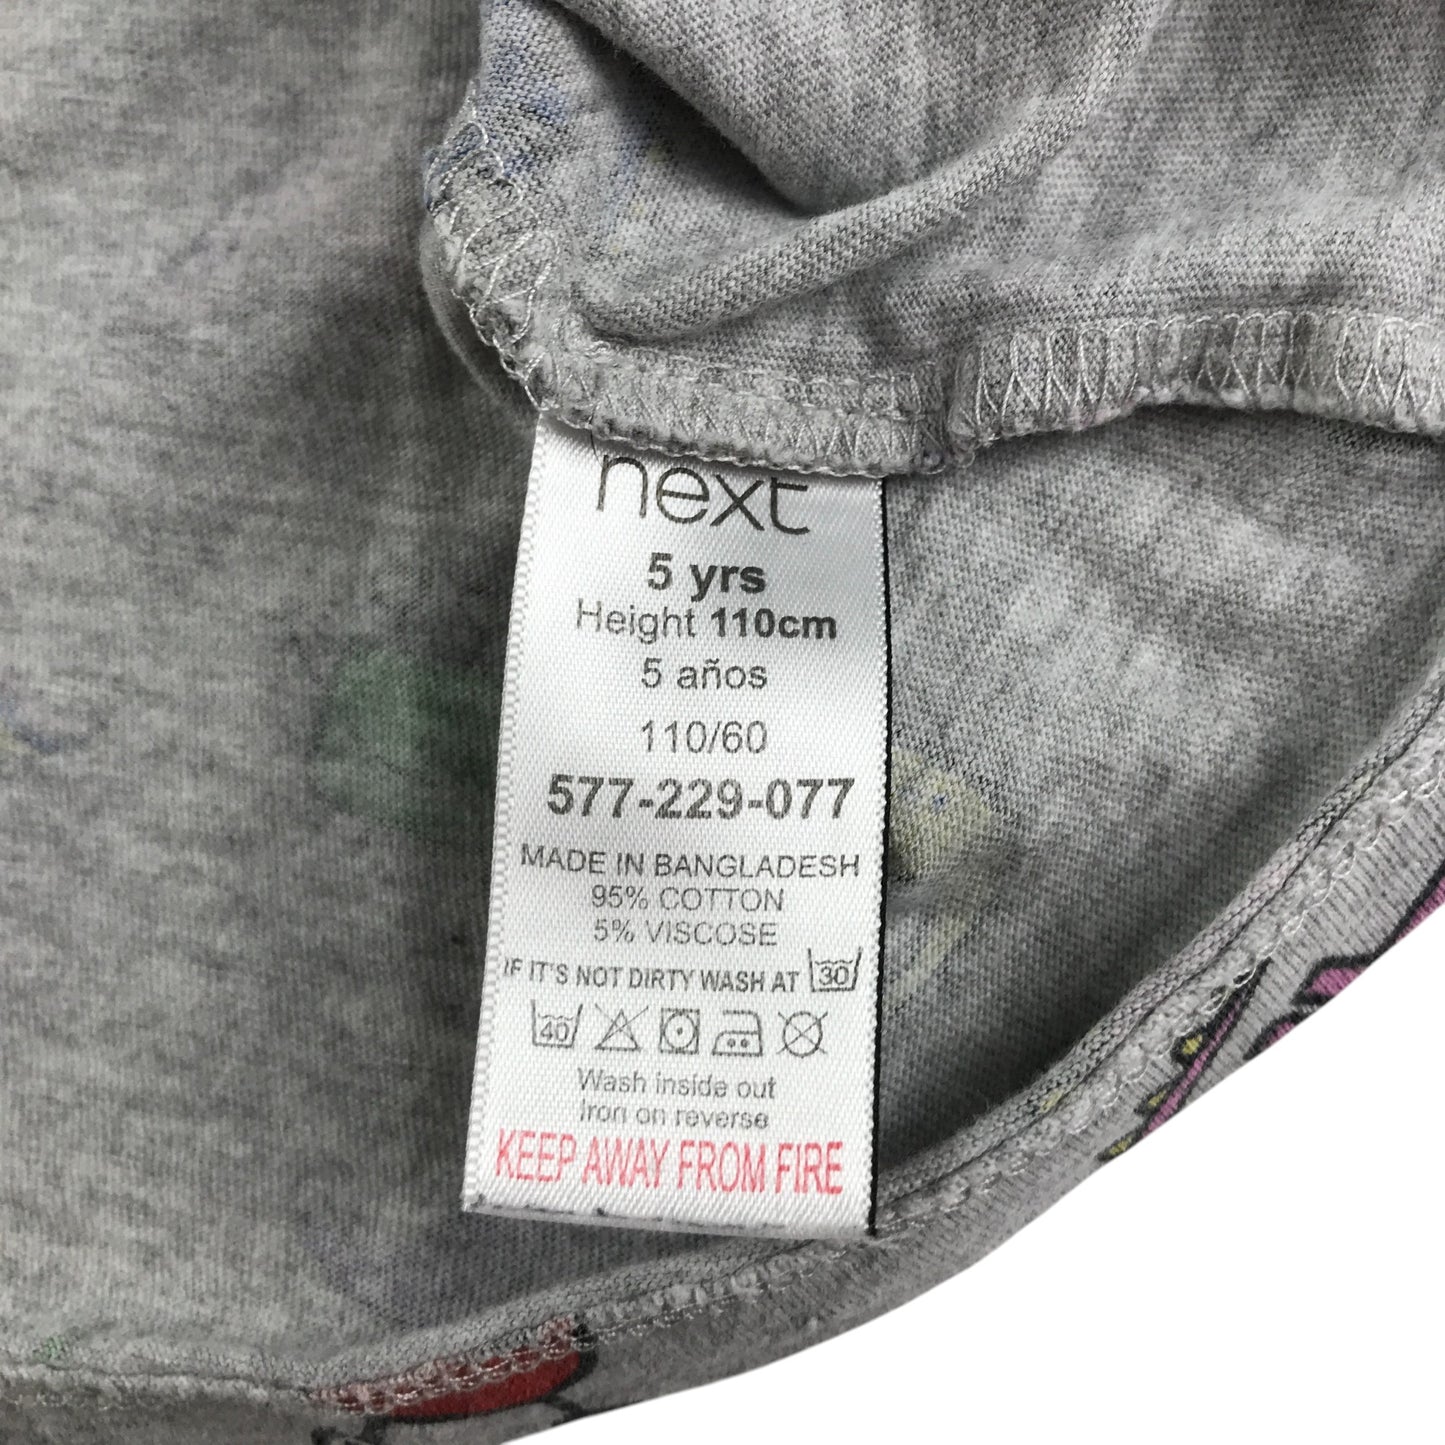 next
5 yrs
Height 110cm
5 años
110/60
577-229-077
MADE IN BANGLADESH
95% COTTON
5% VISCOSE
IF IT'S NOT DIRTY WASH AT 30
40
Wash inside out
Iron on reverse
KEEP AWAY FROM FIRE